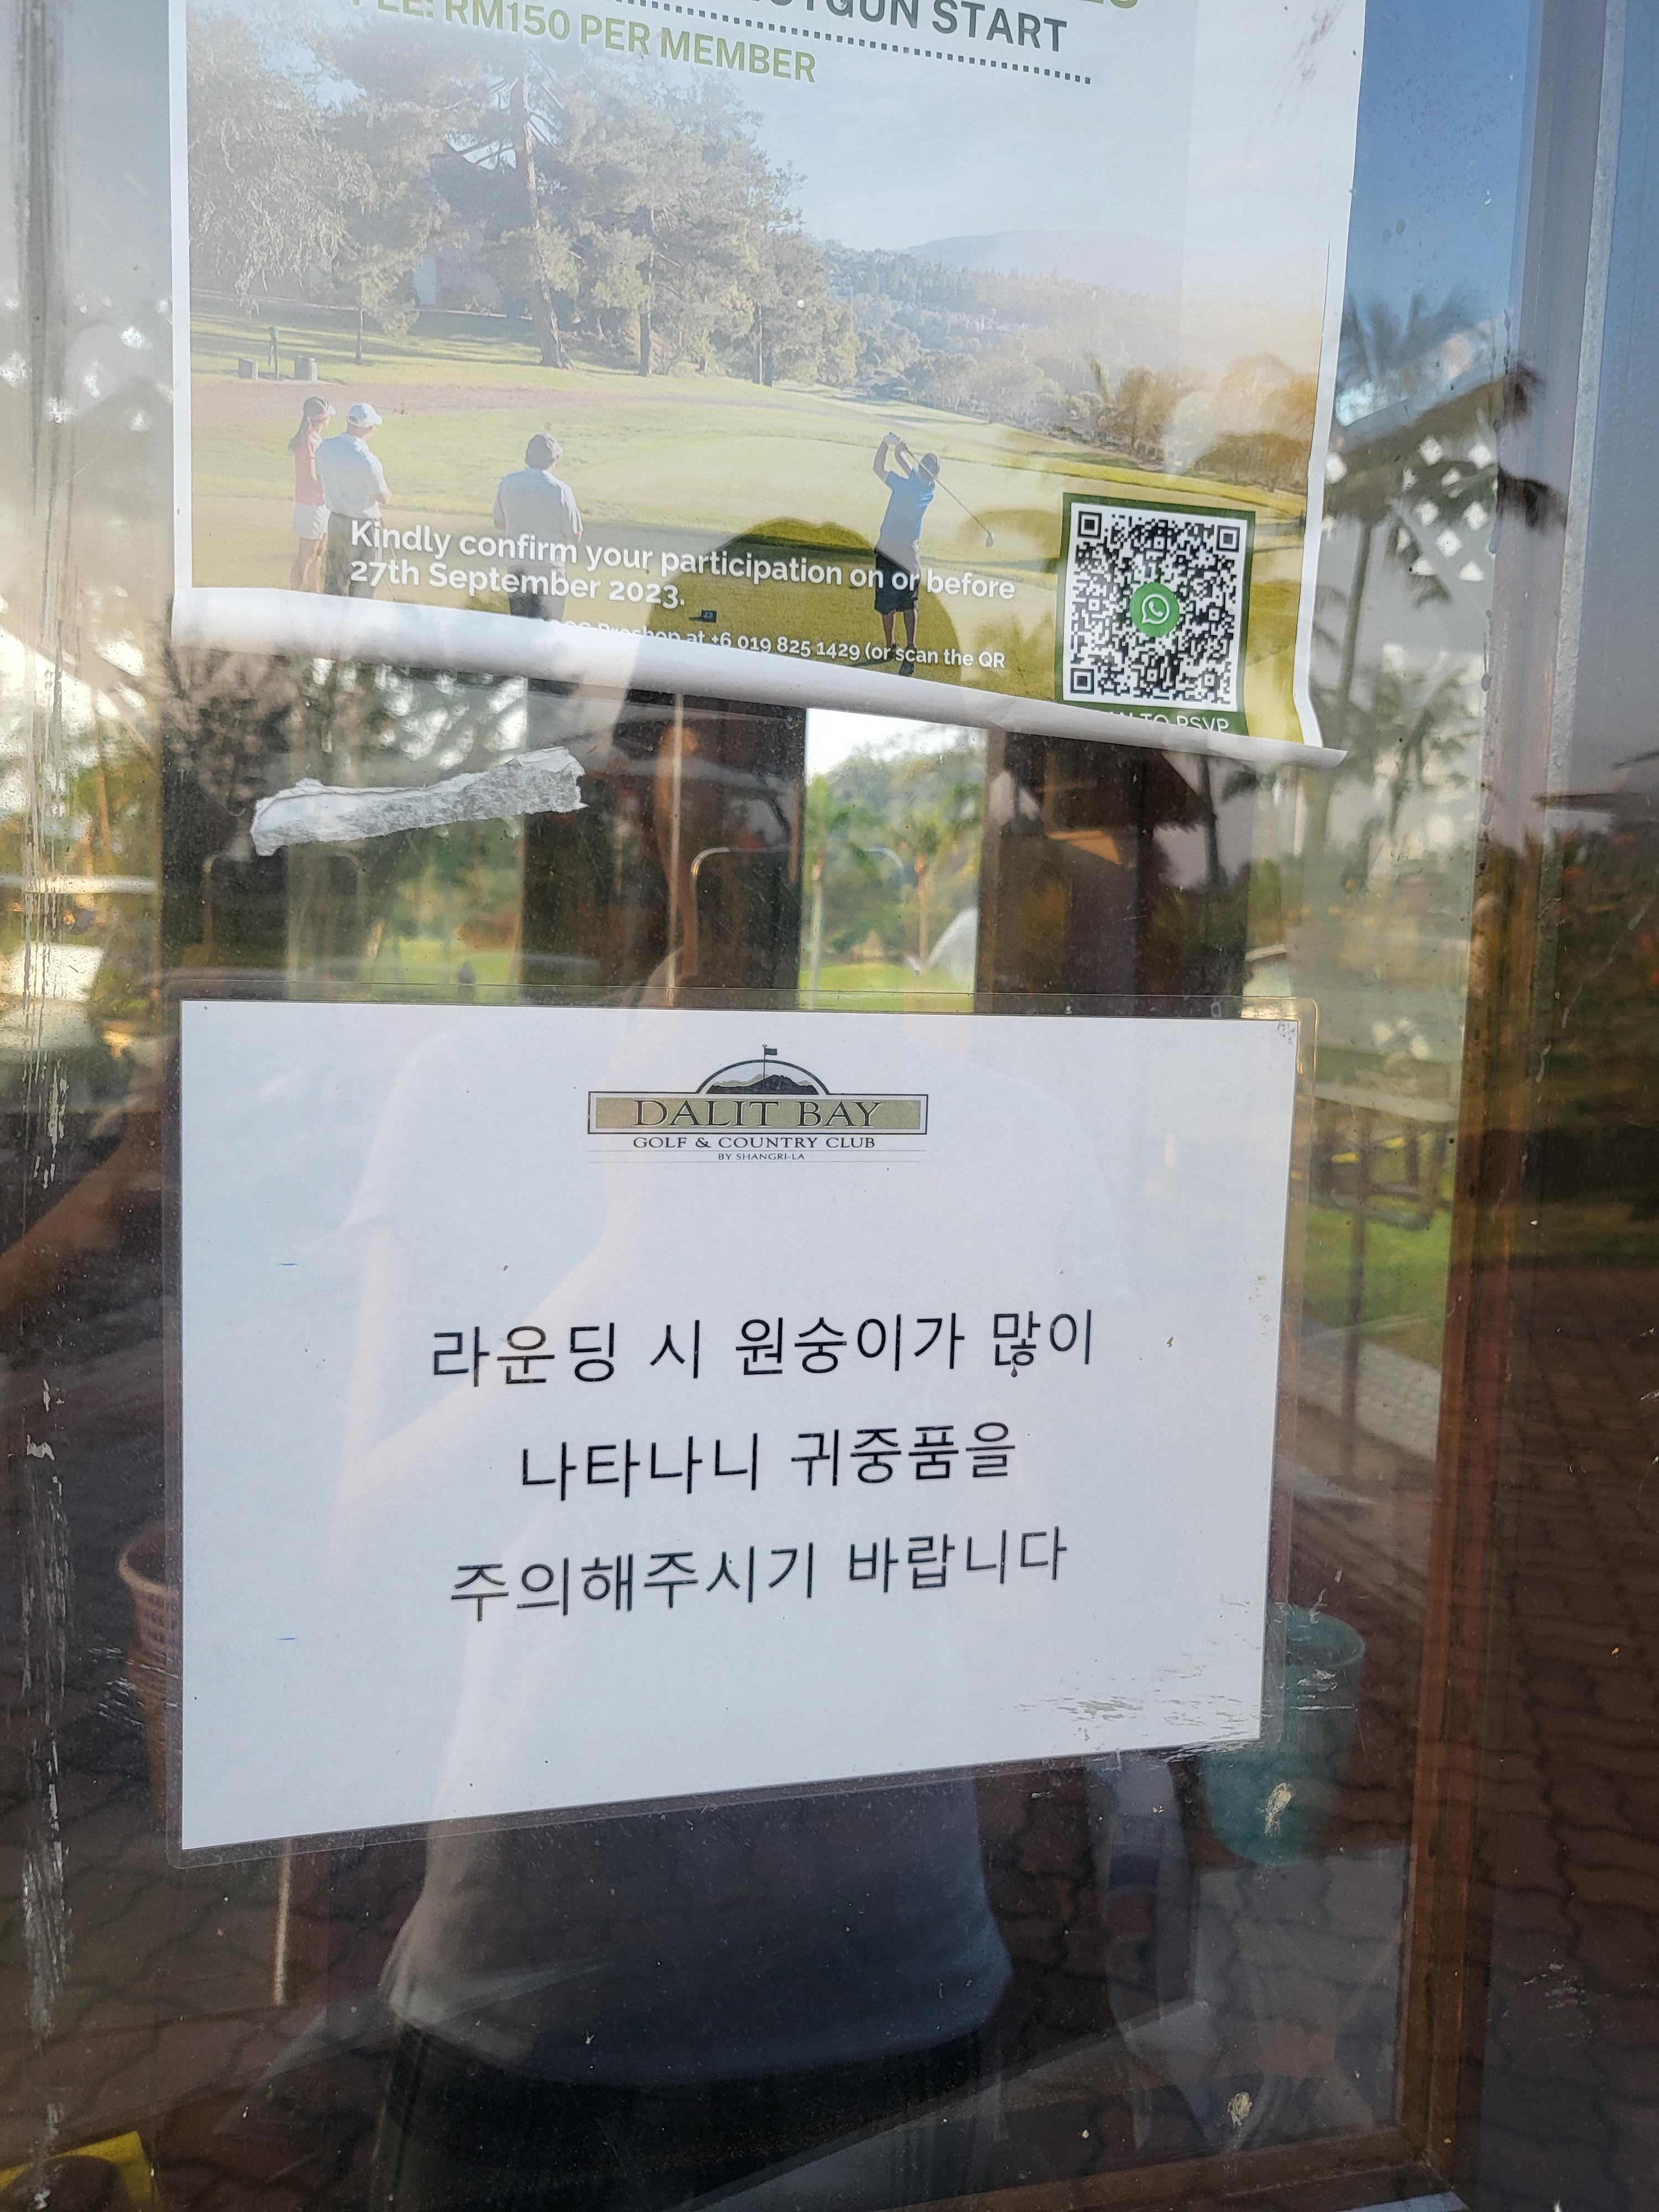 SHOTGUN START
FEE: RM150 PER MEMBER
Kindly confirm your participation on or before
27th September 2023.
at +6 019 825 1429 (or scan the QR
TO RSVP
DALIT BAY
GOLF & COUNTRY CLUB
BY SHANGRI-LA
라운딩 시 원숭이가 많이
나타나니 귀중품을
주의해주시기 바랍니다